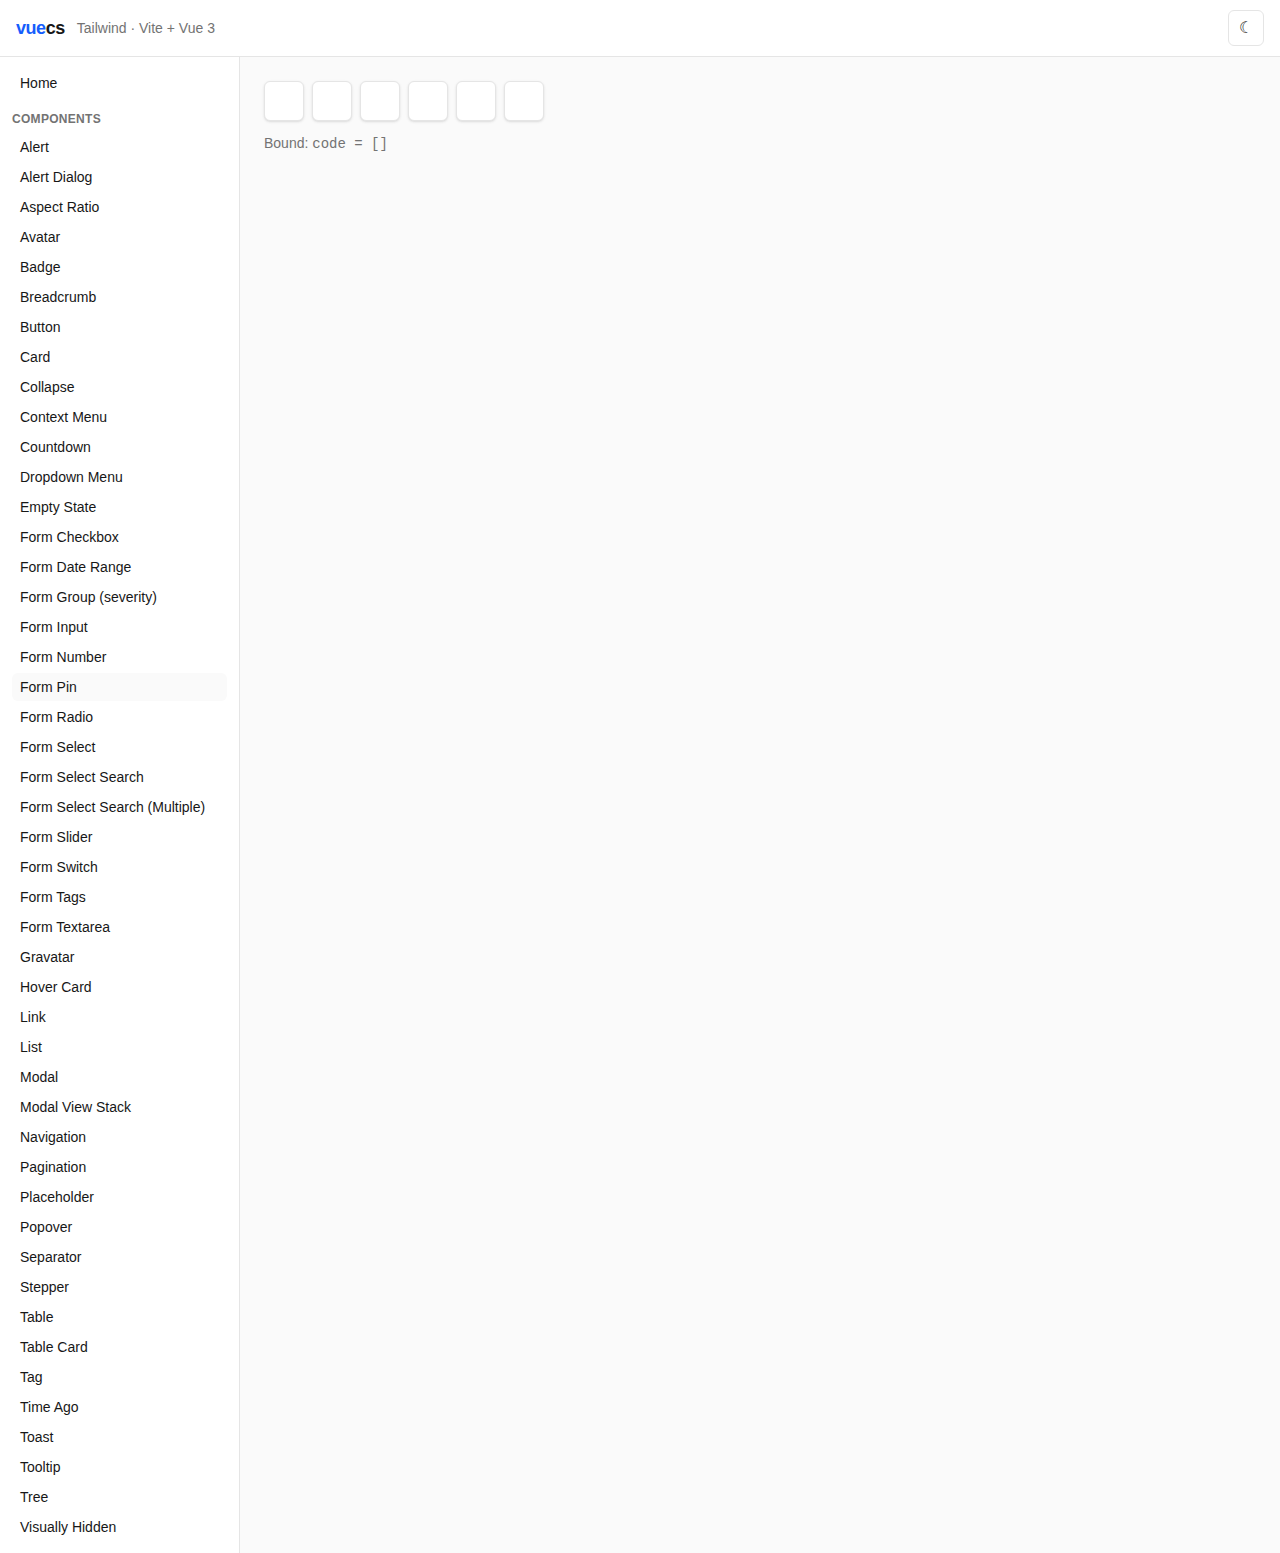 vuecs Tailwind · Vite + Vue 3
Home
COMPONENTS
Alert
Alert Dialog
Aspect Ratio
Avatar
Badge
Breadcrumb
Button
Card
Collapse
Context Menu
Countdown
Dropdown Menu
Empty State
Form Checkbox
Form Date Range
Form Group (severity)
Form Input
Form Number
Form Pin
Form Radio
Form Select
Form Select Search
Form Select Search (Multiple)
Form Slider
Form Switch
Form Tags
Form Textarea
Gravatar
Hover Card
Link
List
Modal
Modal View Stack
Navigation
Pagination
Placeholder
Popover
Separator
Stepper
Table
Table Card
Tag
Time Ago
Toast
Tooltip
Tree
Visually Hidden
Bound: code = []